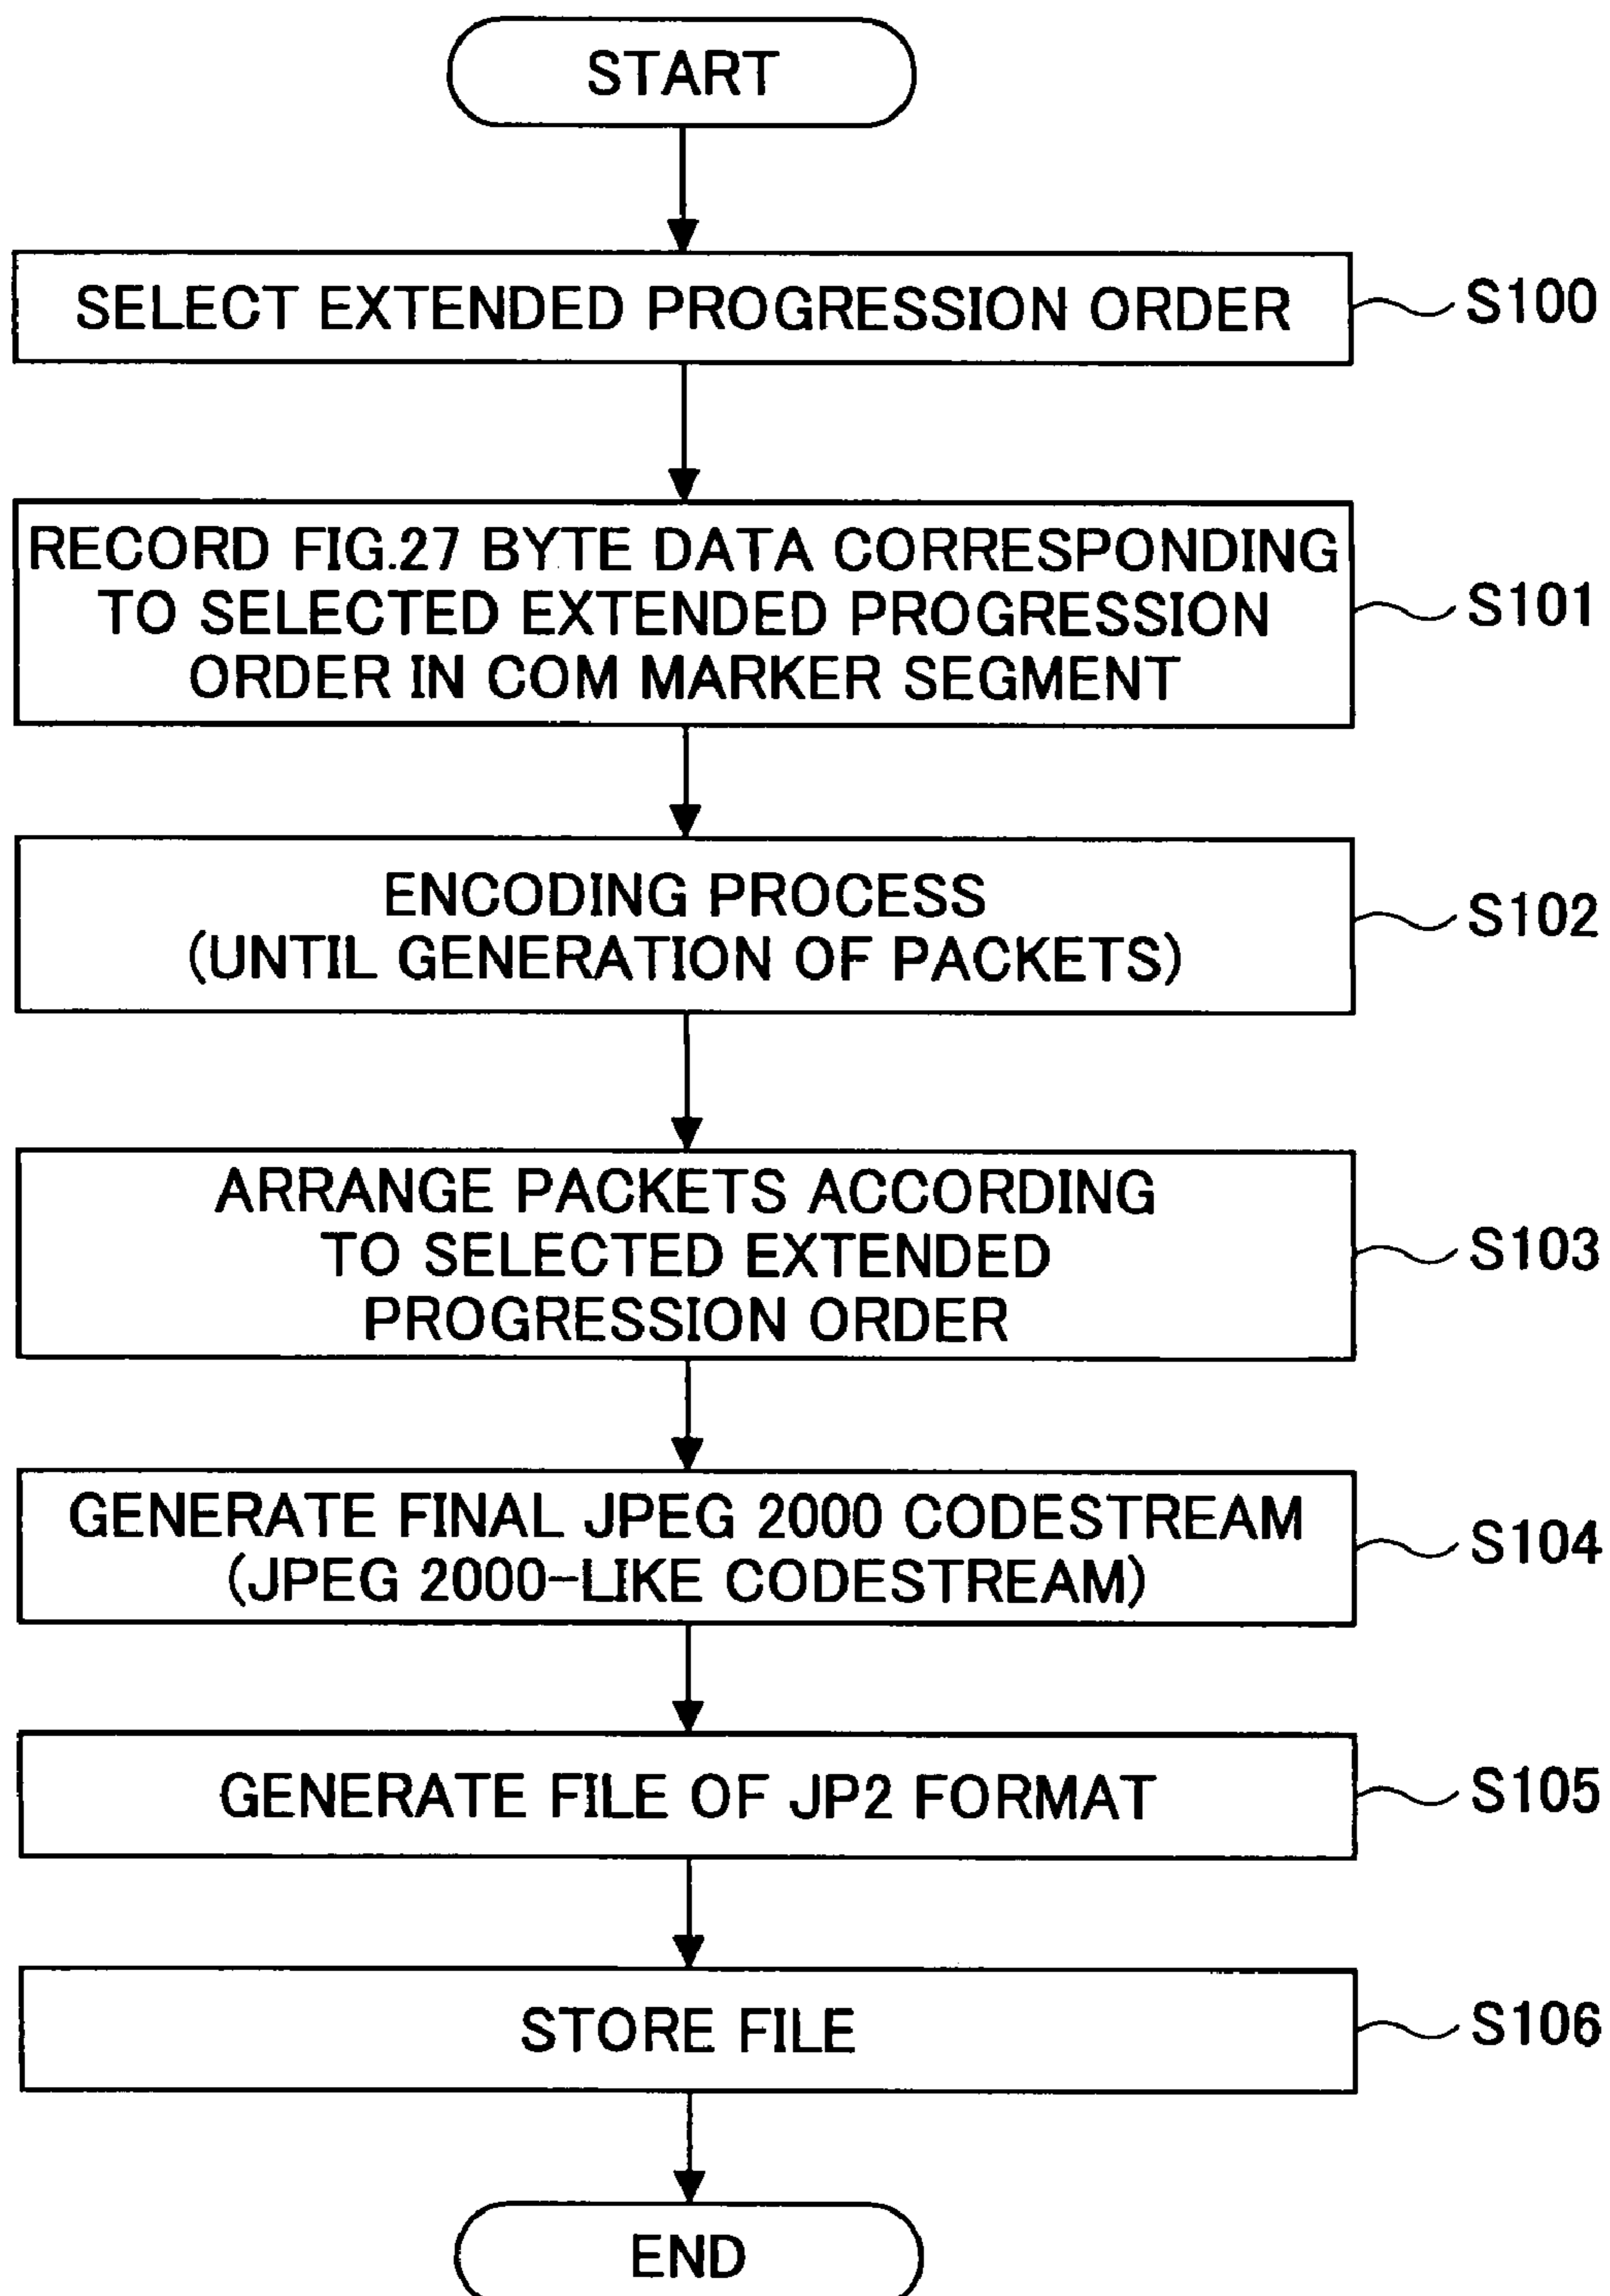 START
SELECT EXTENDED PROGRESSION ORDER
S100
RECORD FIG.27 BYTE DATA CORRESPONDING
TO SELECTED EXTENDED PROGRESSION
ORDER IN COM MARKER SEGMENT
S101
ENCODING PROCESS
(UNTIL GENERATION OF PACKETS)
S102
ARRANGE PACKETS ACCORDING
TO SELECTED EXTENDED
PROGRESSION ORDER
S103
GENERATE FINAL JPEG 2000 CODESTREAM
(JPEG 2000-LIKE CODESTREAM)
S104
GENERATE FILE OF JP2 FORMAT
S105
STORE FILE
S106
END